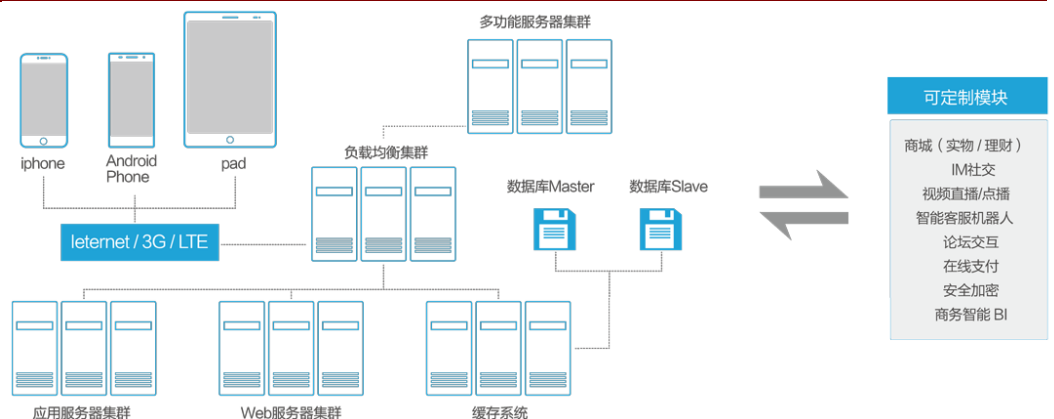 多功能服务器集群
iphone
Android
Phone
pad
负载均衡集群
Ieternet / 3G / LTE
数据库Master
数据库Slave
应用服务器集群
Web服务器集群
缓存系统
可定制模块
商城（实物 / 理财）
IM社交
视频直播/点播
智能客服机器人
论坛交互
在线支付
安全加密
商务智能 BI